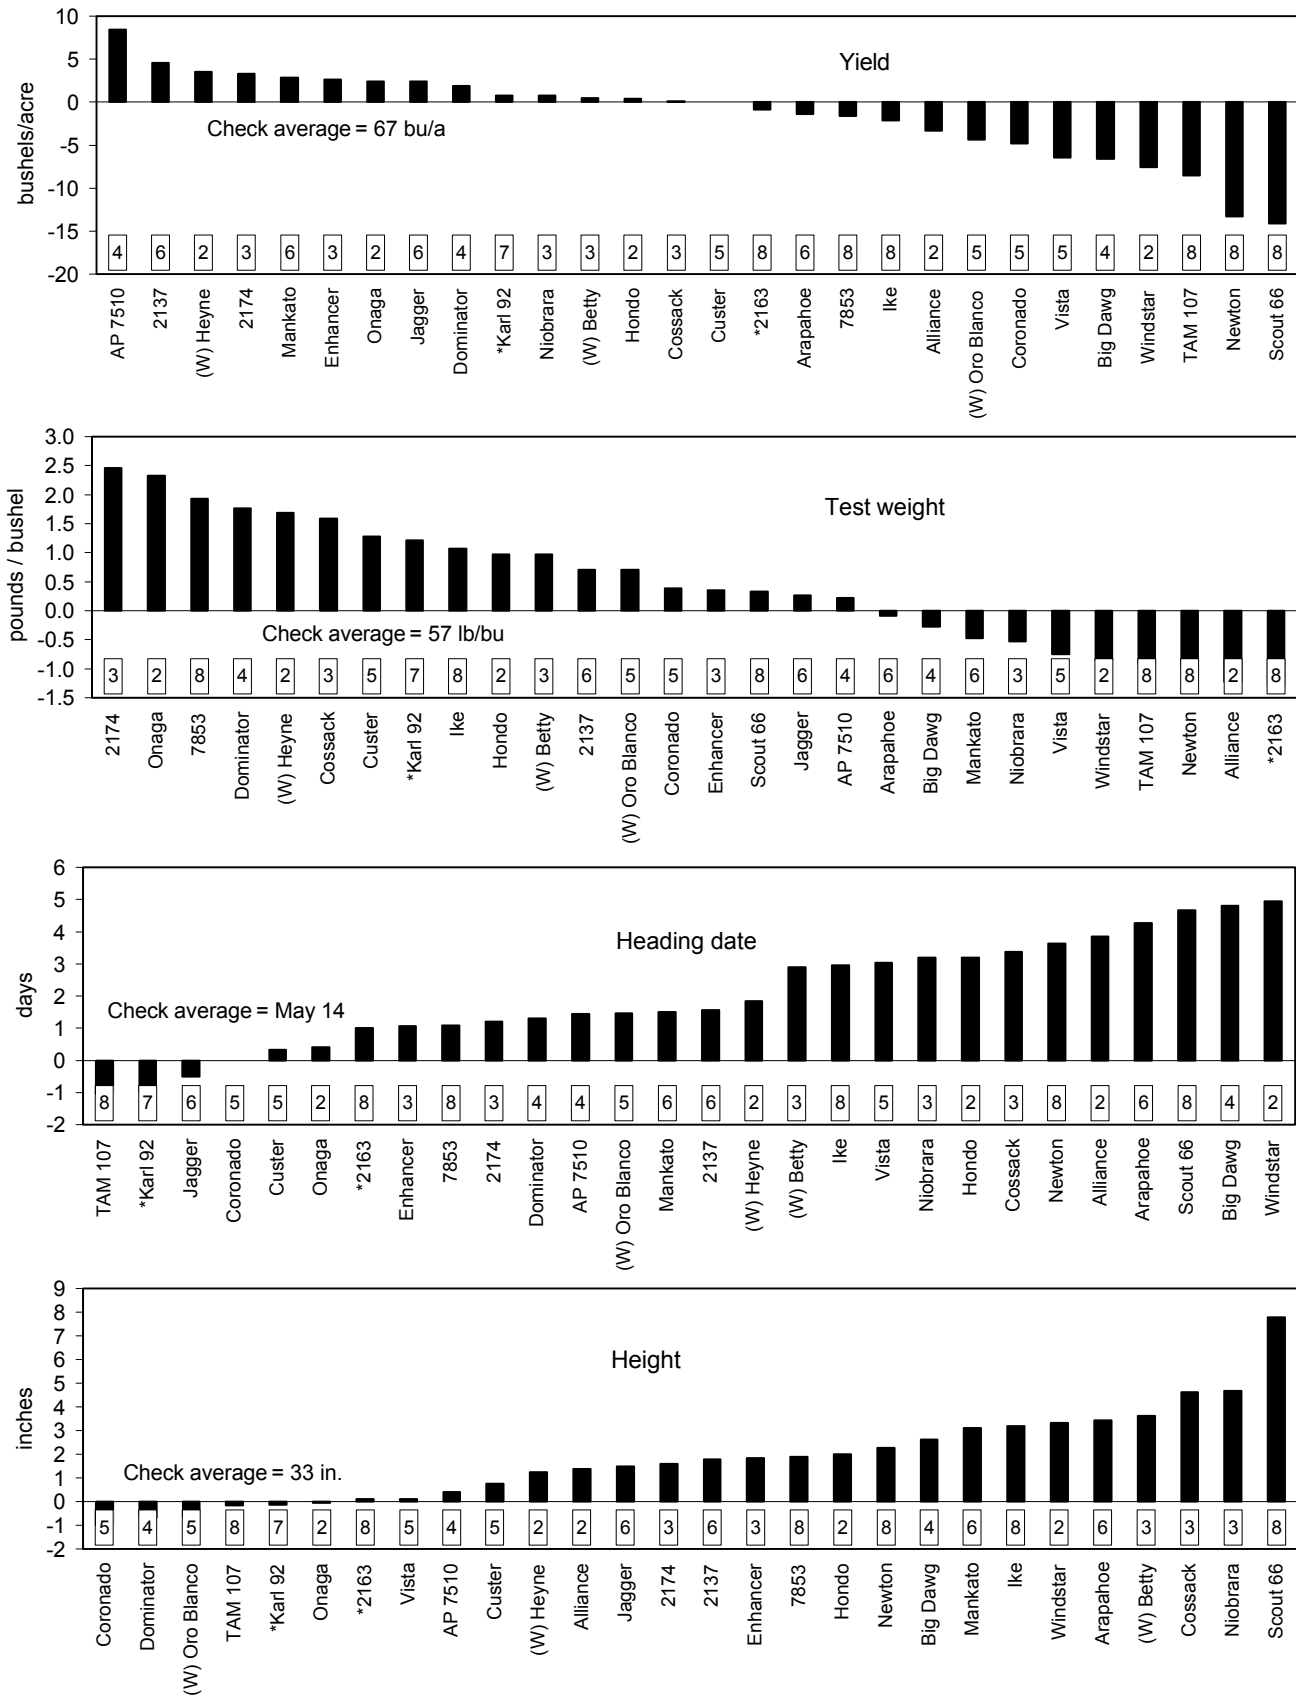 10
5
0
-5
-10
-15
-20
bushels/acre
Yield
Check average = 67 bu/a
4 6 2 3 6 3 2 6 4 7 3 3 2 3 5 8 6 8 8 2 5 5 5 4 2 8 8 8
AP 7510
2137
(W) Heyne
2174
Mankato
Enhancer
Onaga
Jagger
Dominator
*Karl 92
Niobrara
(W) Betty
Hondo
Cossack
Custer
*2163
Arapahoe
7853
Ike
Alliance
(W) Oro Blanco
Coronado
Vista
Big Dawg
Windstar
TAM 107
Newton
Scout 66
3.0
2.5
2.0
1.5
1.0
0.5
0.0
-0.5
-1.0
-1.5
pounds / bushel
Test weight
Check average = 57 lb/bu
3 2 8 4 2 3 5 7 8 2 3 6 5 5 3 8 6 4 6 4 6 3 5 2 8 8 2 8
2174
Onaga
7853
Dominator
(W) Heyne
Cossack
Custer
*Karl 92
Ike
Hondo
(W) Betty
2137
(W) Oro Blanco
Coronado
Enhancer
Scout 66
Jagger
AP 7510
Arapahoe
Big Dawg
Mankato
Niobrara
Vista
Windstar
TAM 107
Newton
Alliance
*2163
6
5
4
3
2
1
0
-1
-2
days
Heading date
Check average = May 14
8 7 6 5 5 2 8 3 8 3 4 4 5 6 6 2 3 8 5 3 2 3 8 2 6 8 4 2
TAM 107
*Karl 92
Jagger
Coronado
Custer
Onaga
*2163
Enhancer
7853
2174
Dominator
AP 7510
(W) Oro Blanco
Mankato
2137
(W) Heyne
(W) Betty
Ike
Vista
Niobrara
Hondo
Cossack
Newton
Alliance
Arapahoe
Scout 66
Big Dawg
Windstar
9
8
7
6
5
4
3
2
1
0
-1
-2
inches
Height
Check average = 33 in.
5 4 5 8 7 2 8 5 4 5 2 2 6 3 6 3 8 2 8 4 6 8 2 6 3 3 3 8
Coronado
Dominator
(W) Oro Blanco
TAM 107
*Karl 92
Onaga
*2163
Vista
AP 7510
Custer
(W) Heyne
Alliance
Jagger
2174
2137
Enhancer
7853
Hondo
Newton
Big Dawg
Mankato
Ike
Windstar
Arapahoe
(W) Betty
Cossack
Niobrara
Scout 66